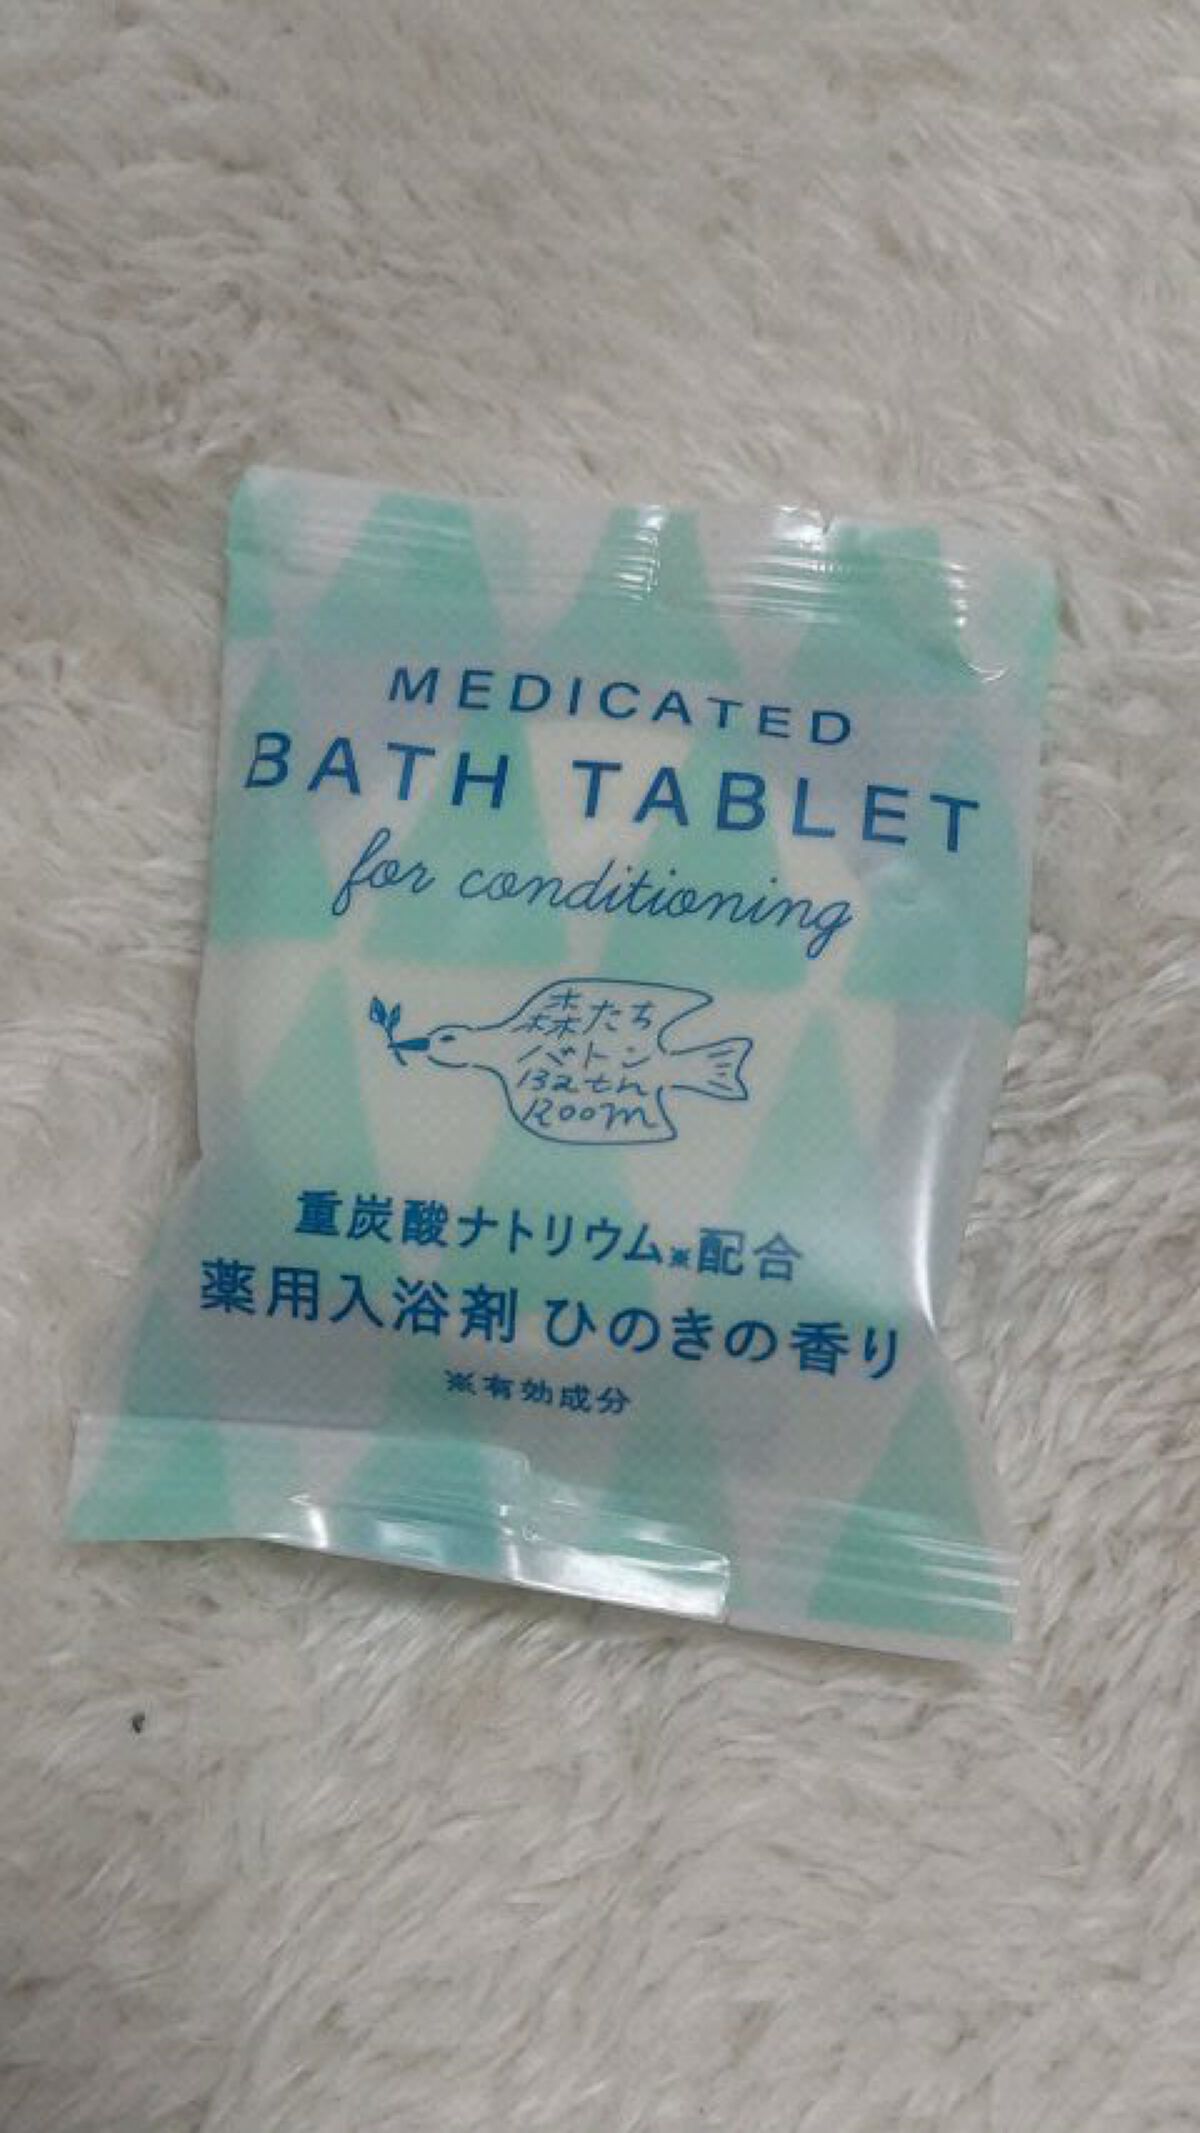 MEDICATED
BATH TABLET
for conditioning
森たち
バトン
Bath
Room
重炭酸ナトリウム※配合
薬用入浴剤 ひのきの香り
※有効成分